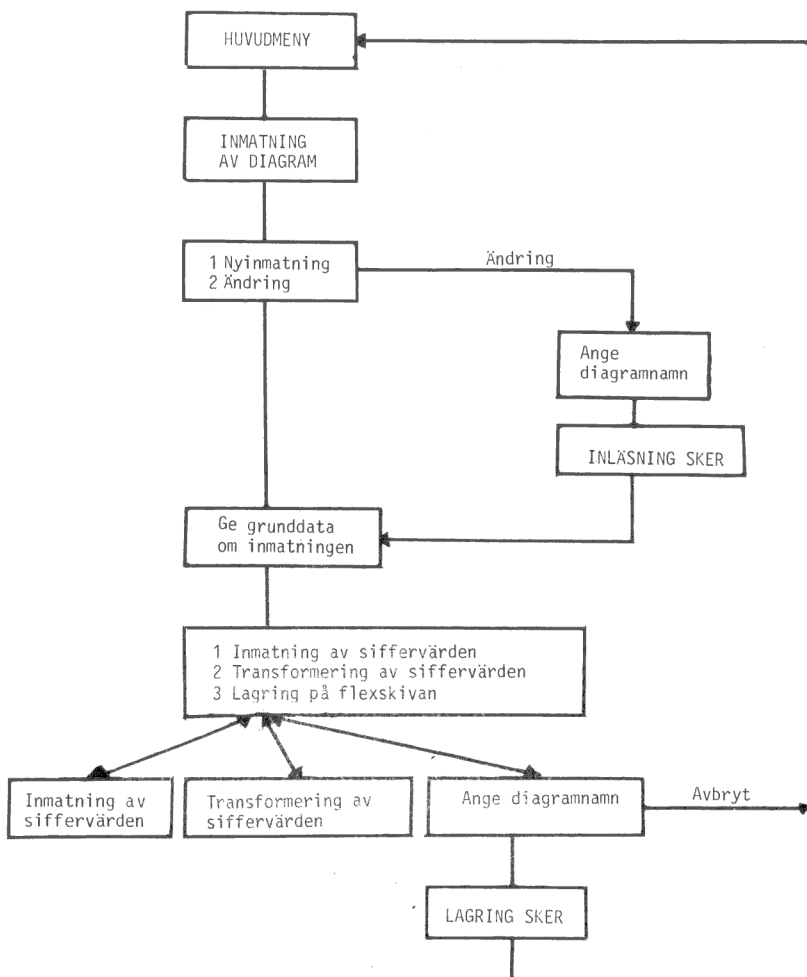 HUVUDMENY
INMATNING
AV DIAGRAM
1 Nyinmatning
2 Ändring
Ändring
Ange
diagramnamn
INLÄSNING SKER
Ge grunddata
om inmatningen
1 Inmatning av siffervärden
2 Transformering av siffervärden
3 Lagring på flexskivan
Inmatning av
siffervärden
Transformering av
siffervärden
Ange diagramnamn
Avbryt
LAGRING SKER